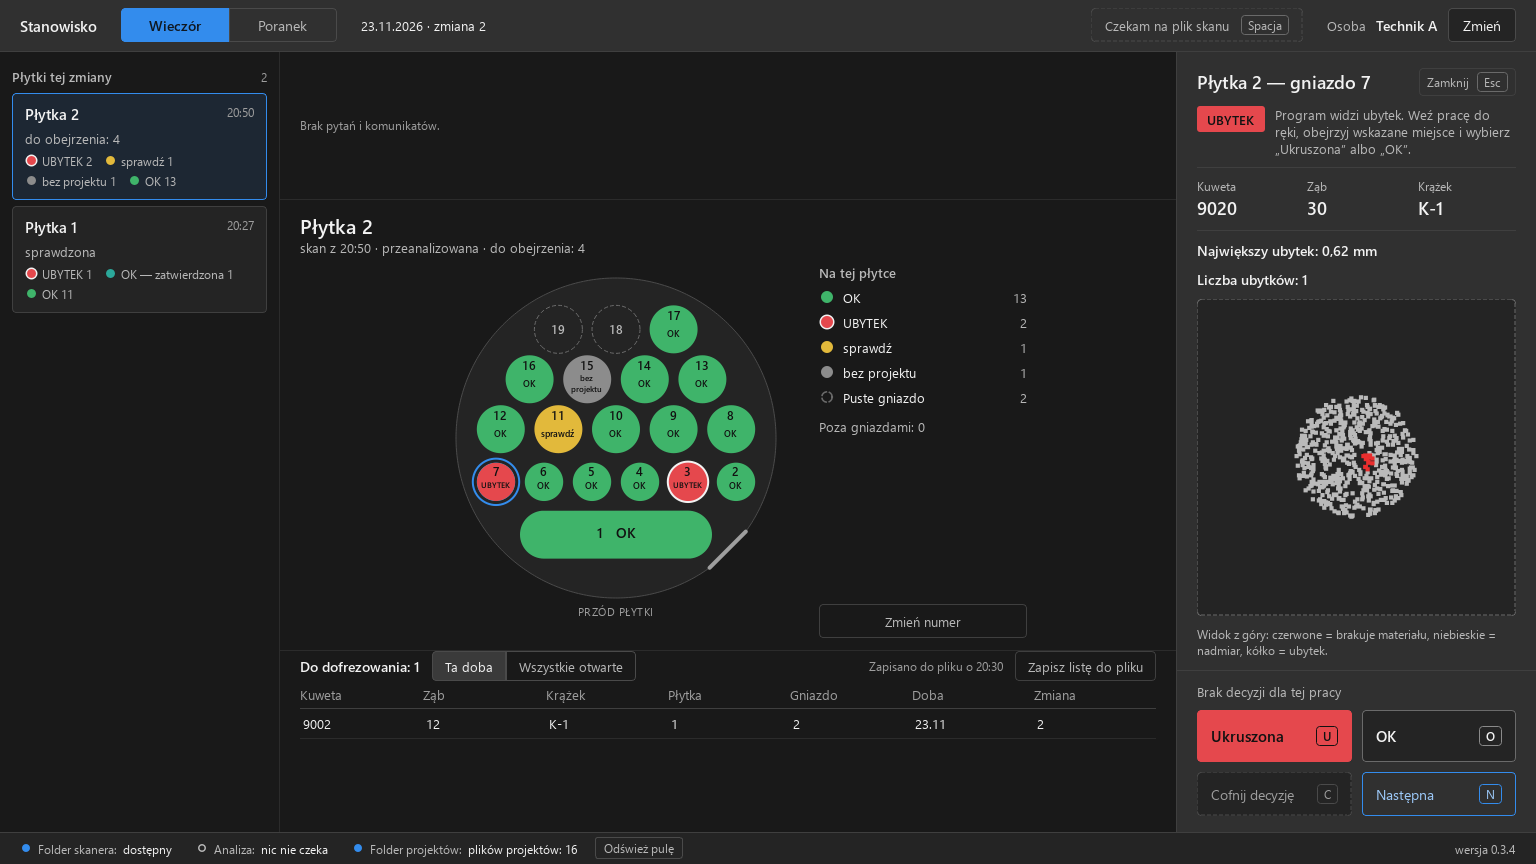 Stanowisko
Wieczór
Poranek
23.11.2026 · zmiana 2
Czekam na plik skanu Spacja
Osoba Technik A
Zmień
Płytki tej zmiany 2
Płytka 2 20:50
do obejrzenia: 4
UBYTEK 2 sprawdź 1
bez projektu 1 OK 13
Płytka 1 20:27
sprawdzona
UBYTEK 1 OK — zatwierdzona 1
OK 11
Brak pytań i komunikatów.
Płytka 2
skan z 20:50 · przeanalizowana · do obejrzenia: 4
19
18
17
OK
16
OK
15
bez
projektu
14
OK
13
OK
12
OK
11
sprawdź
10
OK
9
OK
8
OK
7
UBYTEK
6
OK
5
OK
4
OK
3
UBYTEK
2
OK
1 OK
PRZÓD PŁYTKI
Na tej płytce
OK 13
UBYTEK 2
sprawdź 1
bez projektu 1
Puste gniazdo 2
Poza gniazdami: 0
Zmień numer
Do dofrezowania: 1
Ta doba
Wszystkie otwarte
Zapisano do pliku o 20:30
Zapisz listę do pliku
Kuweta Ząb Krążek Płytka Gniazdo Doba Zmiana
9002 12 K-1 1 2 23.11 2
Płytka 2 — gniazdo 7
Zamknij Esc
UBYTEK
Program widzi ubytek. Weź pracę do
ręki, obejrzyj wskazane miejsce i wybierz
„Ukruszona” albo „OK”.
Kuweta Ząb Krążek
9020 30 K-1
Największy ubytek: 0,62 mm
Liczba ubytków: 1
Widok z góry: czerwone = brakuje materiału, niebieskie =
nadmiar, kółko = ubytek.
Brak decyzji dla tej pracy
Ukruszona U
OK O
Cofnij decyzję C
Następna N
Folder skanera: dostępny
Analiza: nic nie czeka
Folder projektów: plików projektów: 16
Odśwież pulę
wersja 0.3.4